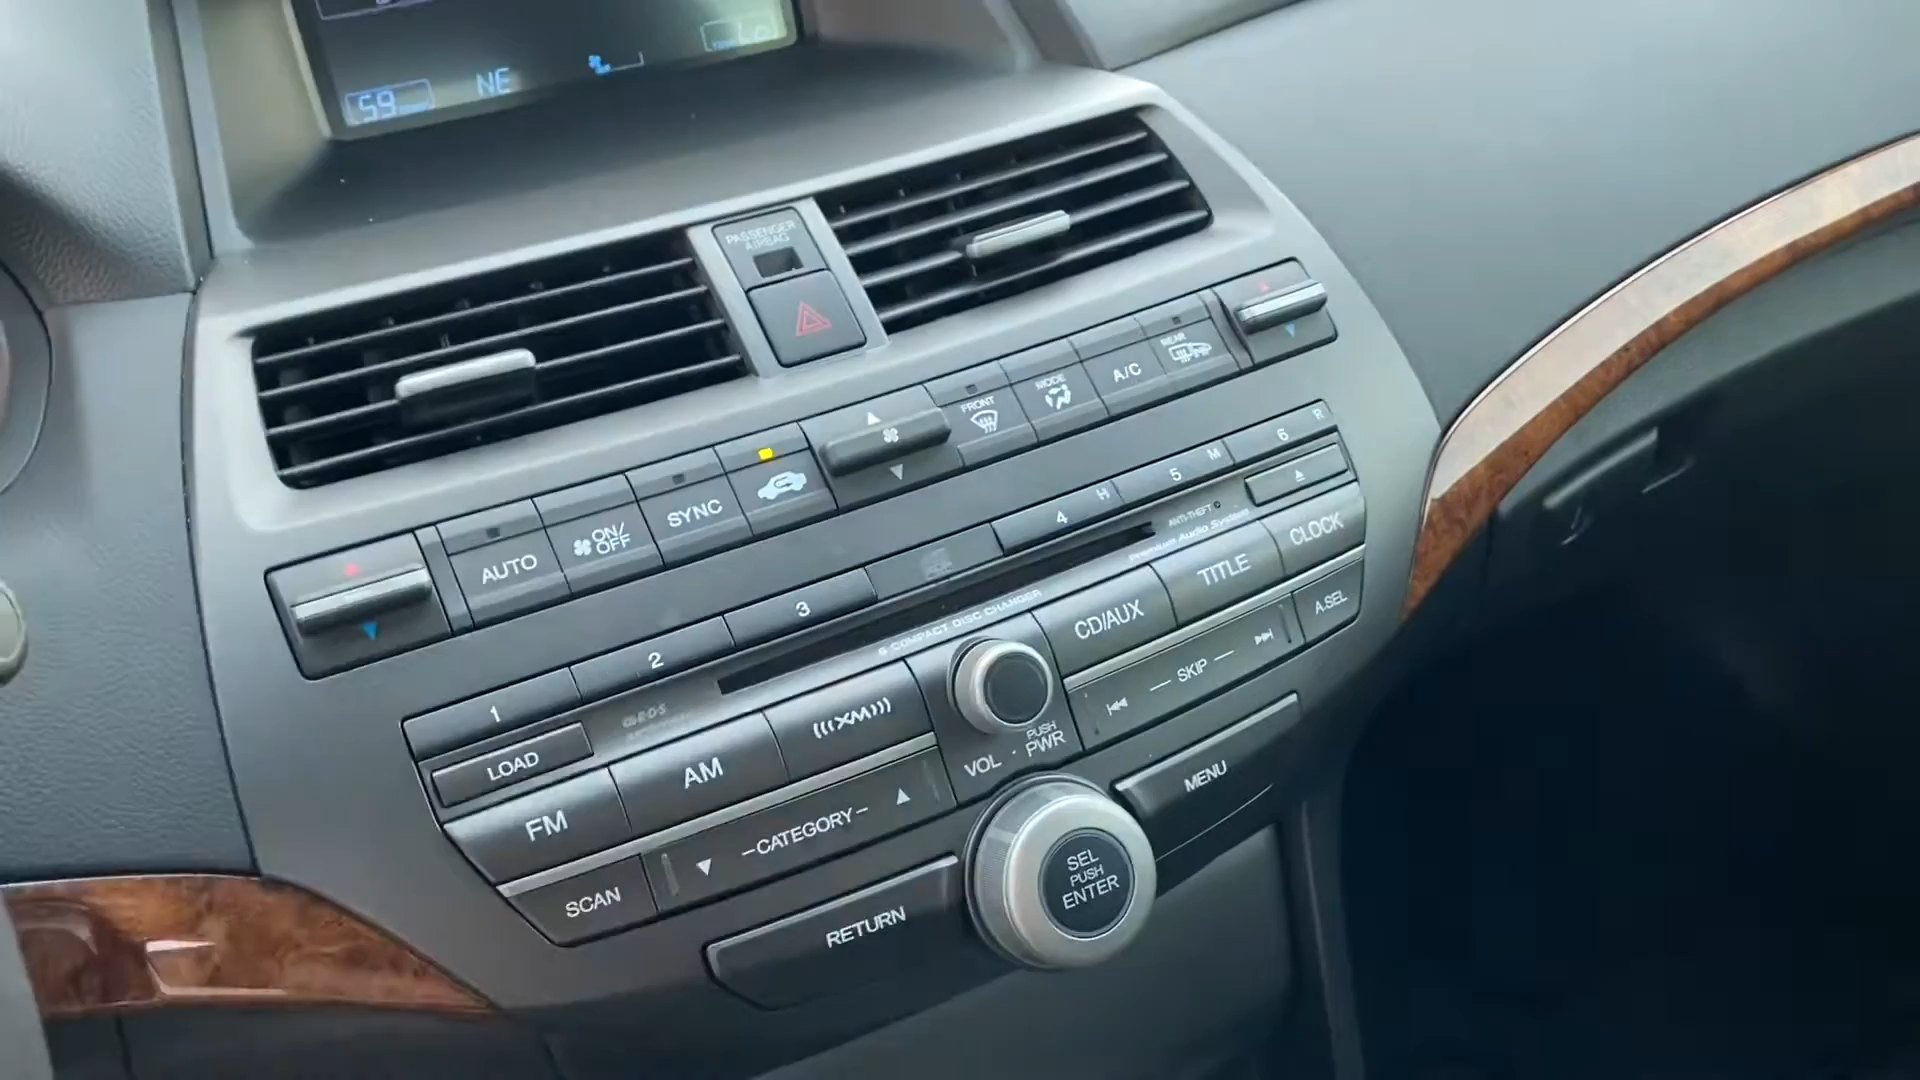 59
NE
Lo
PASSENGER
AIRBAG
REAR
A/C
MODE
FRONT
SYNC
ON/
OFF
AUTO
R
6
M
5
H
4
3
2
1
ANTI-THEFT
Premium Audio System
6 COMPACT DISC CHANGER
LOAD
CLOCK
TITLE
CD/AUX
XM
AM
FM
A.SEL
SKIP
VOL
PUSH
PWR
MENU
CATEGORY
SCAN
RETURN
SEL
PUSH
ENTER